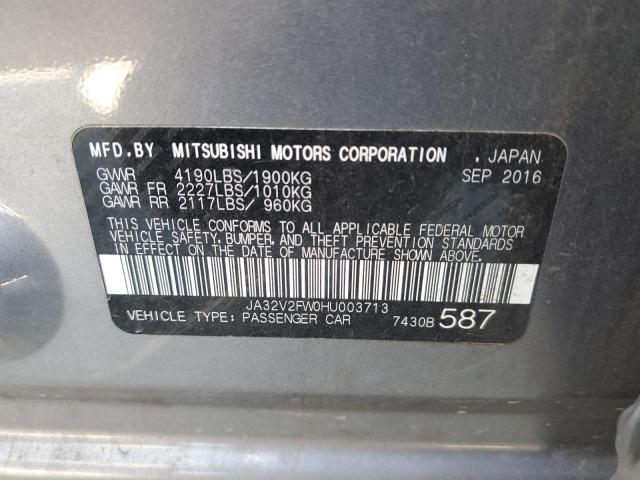 MFD.BY MITSUBISHI MOTORS CORPORATION . JAPAN
GVWR 4190LBS/1900KG SEP 2016
GAWR FR 2227LBS/1010KG
GAWR RR 2117LBS/ 960KG
THIS VEHICLE CONFORMS TO ALL APPLICABLE FEDERAL MOTOR
VEHICLE SAFETY, BUMPER, AND THEFT PREVENTION STANDARDS
IN EFFECT ON THE DATE OF MANUFACTURE SHOWN ABOVE.
JA32V2FW0HU003713
VEHICLE TYPE: PASSENGER CAR 7430B 587